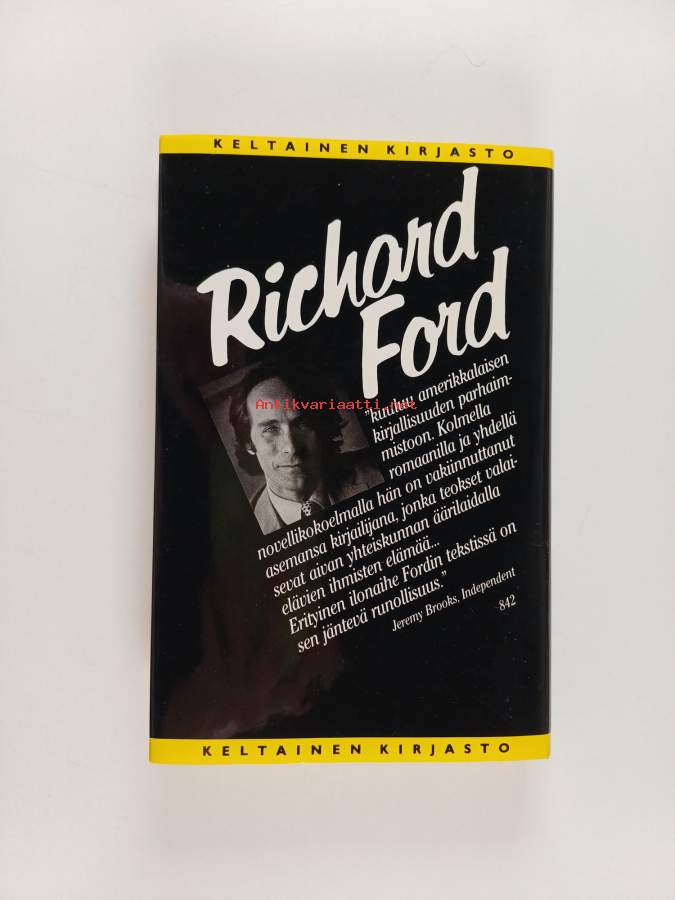 KELTAINEN KIRJASTO
Richard
Ford
Antikvariaatti.net
"kuuluu amerikkalaisen
kirjallisuuden parhaim-
mistoon. Kolmella
romaanilla ja yhdellä
novellikokoelmalla hän on vakiinnuttanut
asemansa kirjailijana, jonka teokset valai-
sevat aivan yhteiskunnan äärilaidalla
elävien ihmisten elämää...
Erityinen ilonaihe Fordin tekstissä on
sen jäntevä runollisuus."
Jeremy Brooks, Independent
842
KELTAINEN KIRJASTO